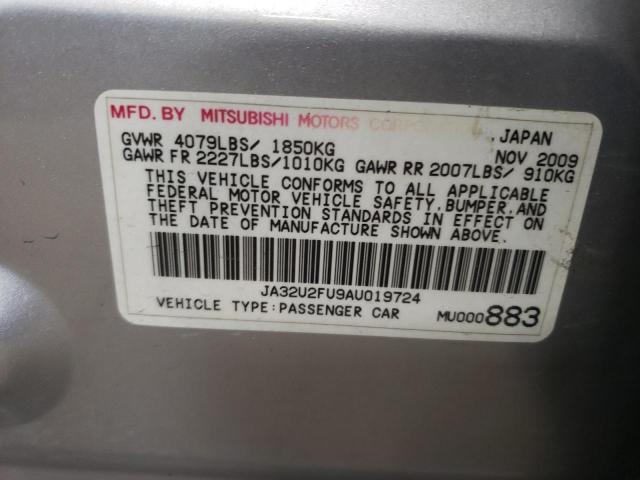 MFD. BY MITSUBISHI MOTORS CORPORATION, JAPAN
GVWR 4079LBS/ 1850KG NOV 2009
GAWR FR 2227LBS/1010KG GAWR RR 2007LBS/ 910KG
THIS VEHICLE CONFORMS TO ALL APPLICABLE
FEDERAL MOTOR VEHICLE SAFETY, BUMPER, AND
THEFT PREVENTION STANDARDS IN EFFECT ON
THE DATE OF MANUFACTURE SHOWN ABOVE.
JA32U2FU9AU019724
VEHICLE TYPE:PASSENGER CAR MU000883